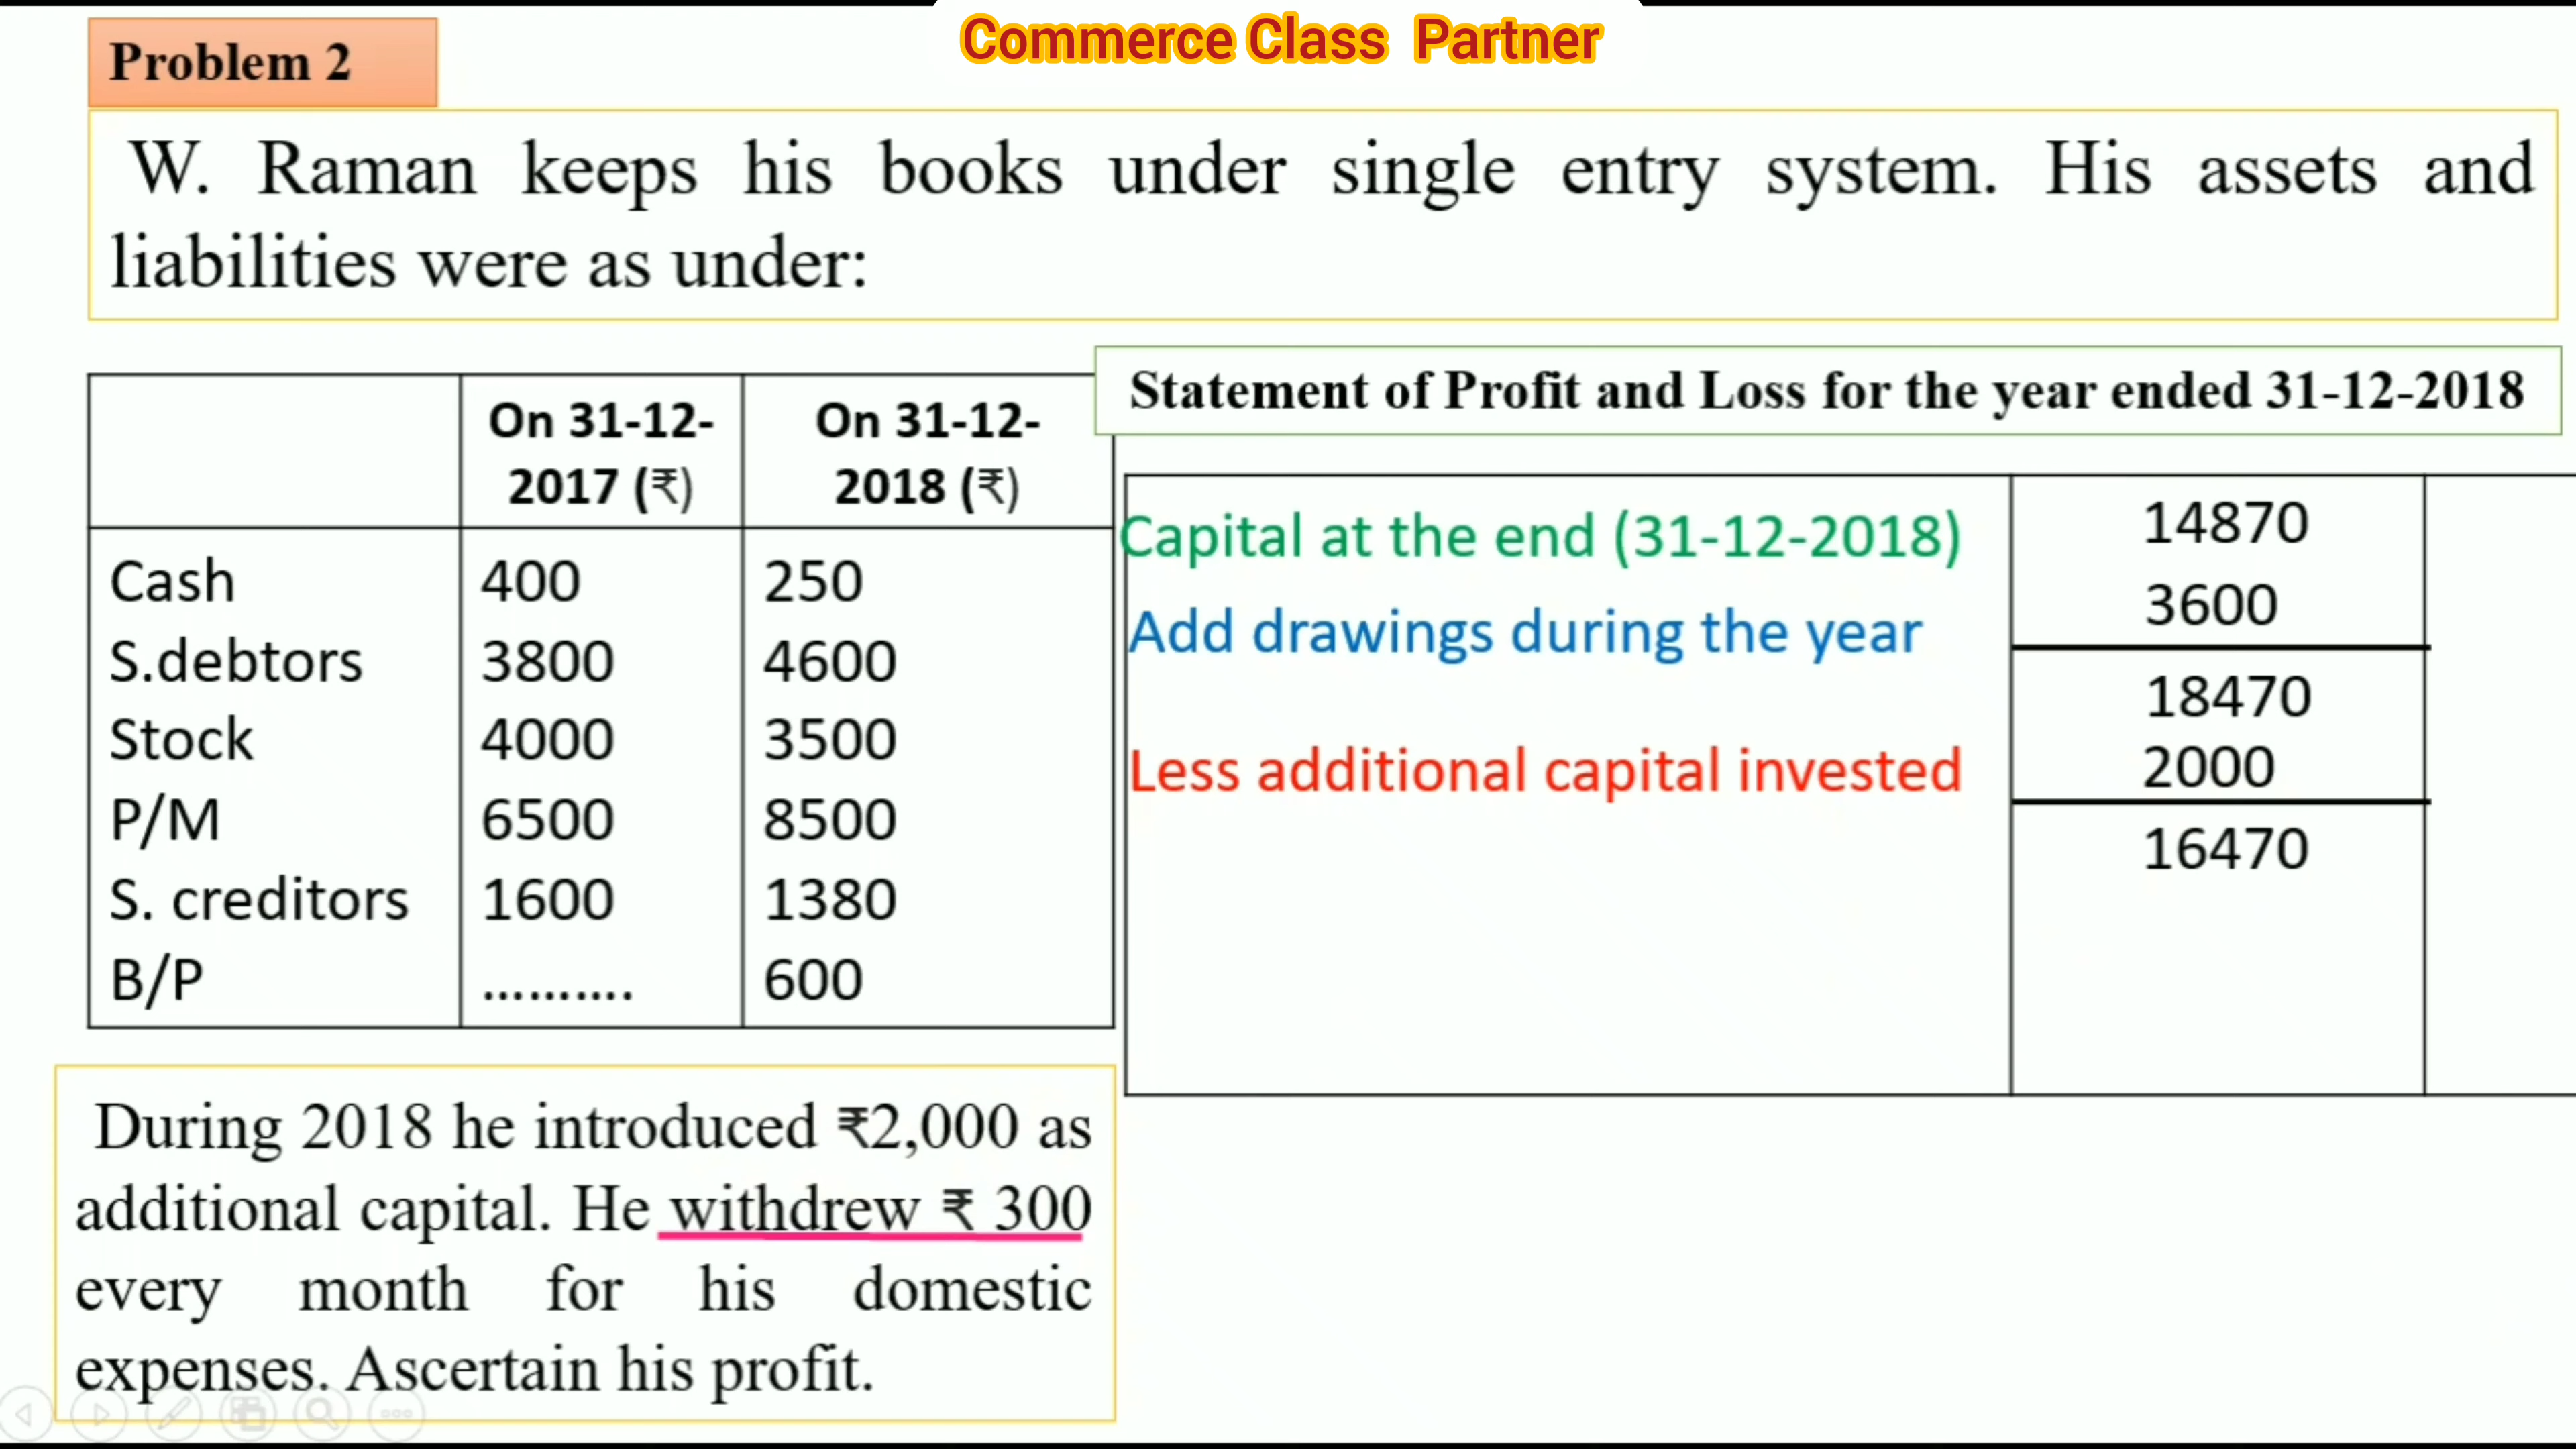 Commerce Class Partner
Problem 2
W. Raman keeps his books under single entry system. His assets and
liabilities were as under:
On 31-12-2017 (₹) On 31-12-2018 (₹)
Cash 400 250
S.debtors 3800 4600
Stock 4000 3500
P/M 6500 8500
S. creditors 1600 1380
B/P .......... 600
During 2018 he introduced ₹2,000 as
additional capital. He withdrew ₹ 300
every month for his domestic
expenses. Ascertain his profit.
Statement of Profit and Loss for the year ended 31-12-2018
Capital at the end (31-12-2018) 14870
Add drawings during the year 3600
18470
Less additional capital invested 2000
16470